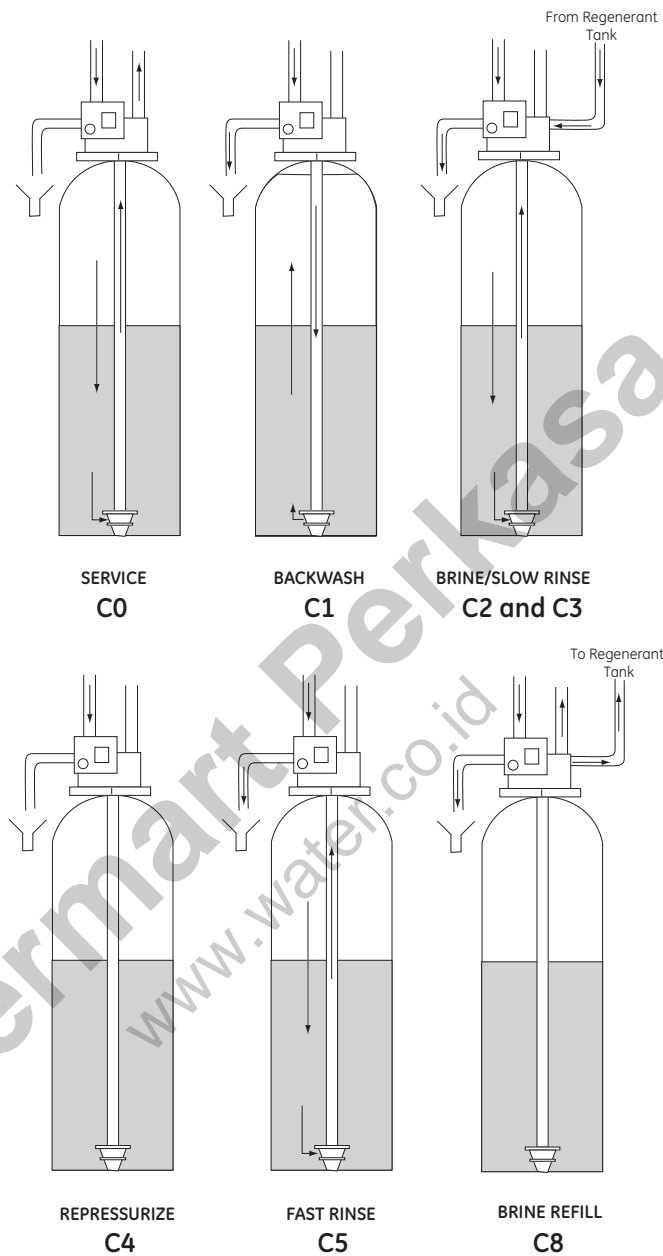 From Regenerant
Tank
SERVICE
C0
BACKWASH
C1
BRINE/SLOW RINSE
C2 and C3
To Regenerant
Tank
REPRESSURIZE
C4
FAST RINSE
C5
BRINE REFILL
C8
ermart Perkasa
www.water.co.id